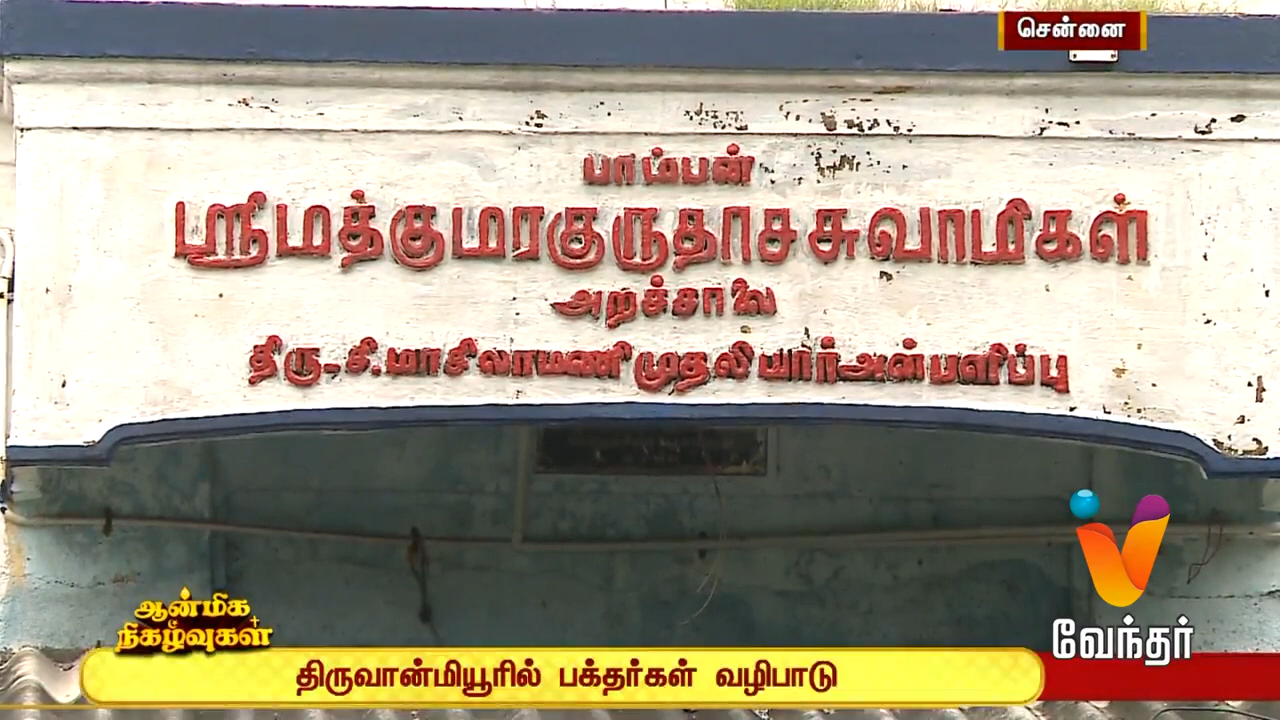 சென்னை
பாம்பன்
ஸ்ரீமத்குமரகுருதாசசுவாமிகள்
அறச்சாலை
திரு-சி.மாசிலாமணி முதலியார்அன்பளிப்பு
ஆன்மிக
நிகழ்வுகள்
வேந்தர்
திருவான்மியூரில் பக்தர்கள் வழிபாடு